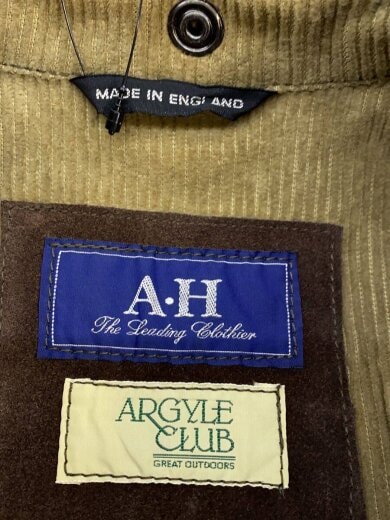 MADE IN ENGLAND
A·H
The Leading Clothier
ARGYLE
CLUB
GREAT OUTDOORS